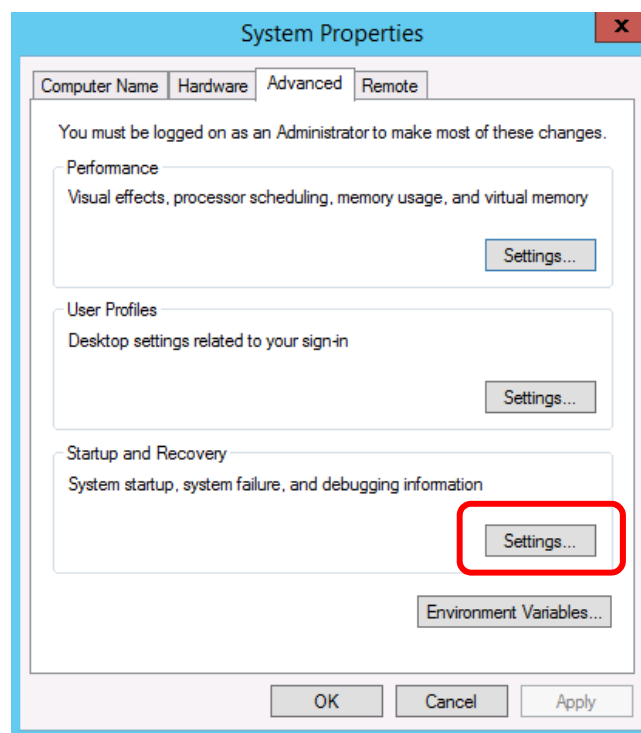 System Properties
x
Computer Name Hardware Advanced Remote
You must be logged on as an Administrator to make most of these changes.
Performance
Visual effects, processor scheduling, memory usage, and virtual memory
Settings...
User Profiles
Desktop settings related to your sign-in
Settings...
Startup and Recovery
System startup, system failure, and debugging information
Settings...
Environment Variables...
OK Cancel Apply